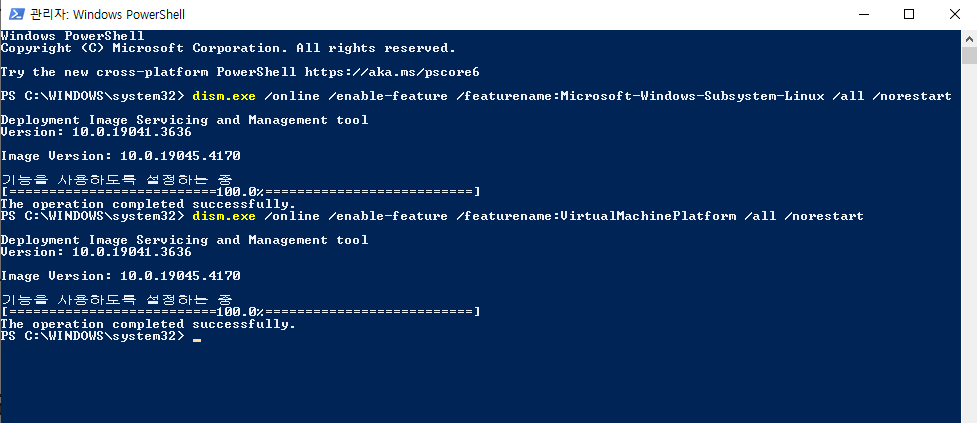 관리자: Windows PowerShell
Windows PowerShell
Copyright (C) Microsoft Corporation. All rights reserved.
Try the new cross-platform PowerShell https://aka.ms/pscore6
PS C:\WINDOWS\system32> dism.exe /online /enable-feature /featurename:Microsoft-Windows-Subsystem-Linux /all /norestart
Deployment Image Servicing and Management tool
Version: 10.0.19041.3636
Image Version: 10.0.19045.4170
기능을 사용하도록 설정하는 중
[==========================100.0%==========================]
The operation completed successfully.
PS C:\WINDOWS\system32> dism.exe /online /enable-feature /featurename:VirtualMachinePlatform /all /norestart
Deployment Image Servicing and Management tool
Version: 10.0.19041.3636
Image Version: 10.0.19045.4170
기능을 사용하도록 설정하는 중
[==========================100.0%==========================]
The operation completed successfully.
PS C:\WINDOWS\system32>